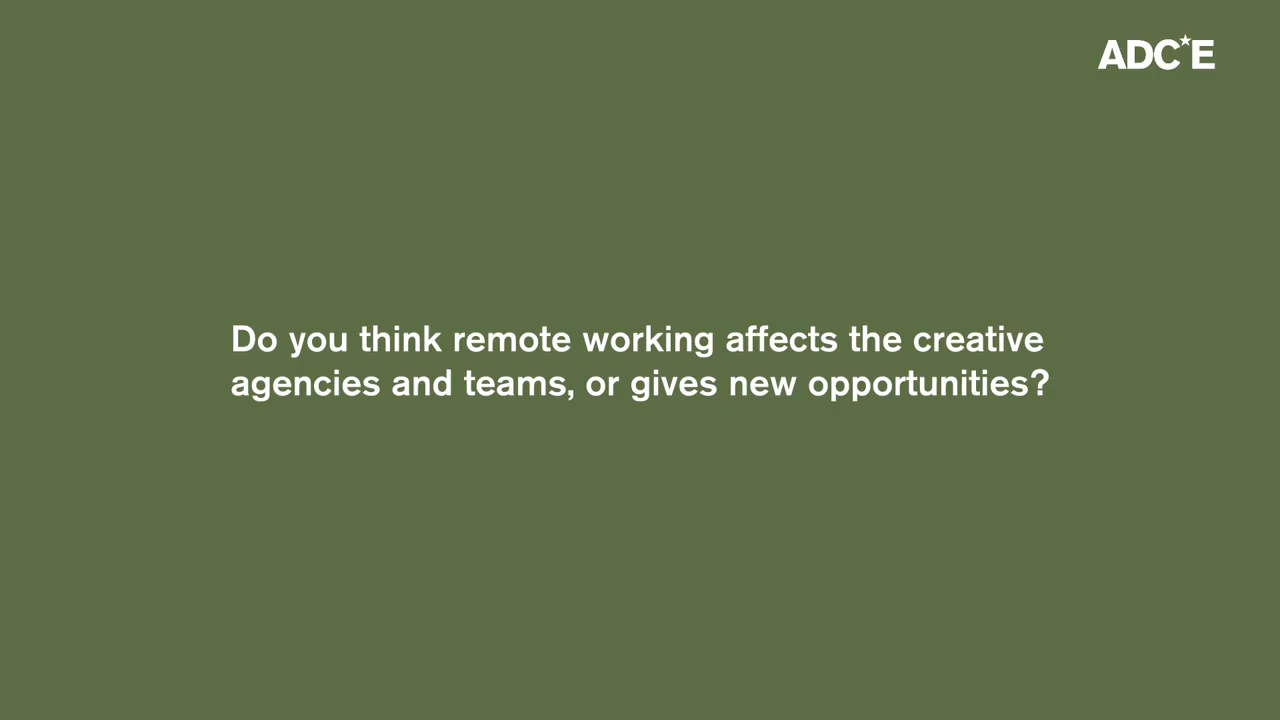 ADC*E
Do you think remote working affects the creative
agencies and teams, or gives new opportunities?